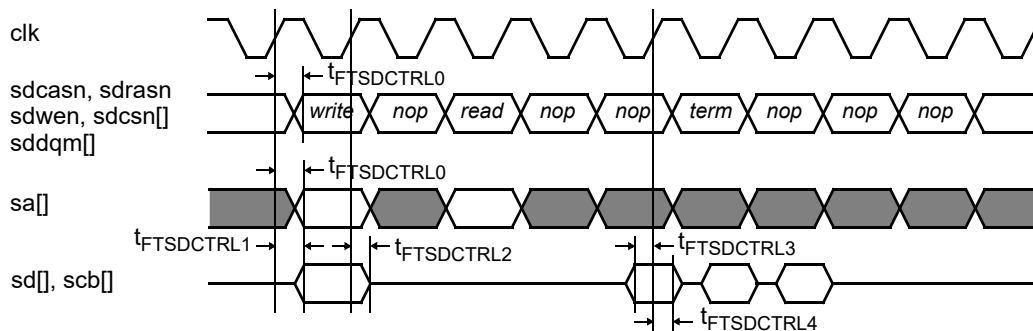 clk
tFTSDCTRL0
sdcasn, sdrasn
sdwen, sdcsn[]
sddqm[]
write nop read nop nop term nop nop nop
tFTSDCTRL0
sa[]
tFTSDCTRL1 tFTSDCTRL2 tFTSDCTRL3
sd[], scb[]
tFTSDCTRL4